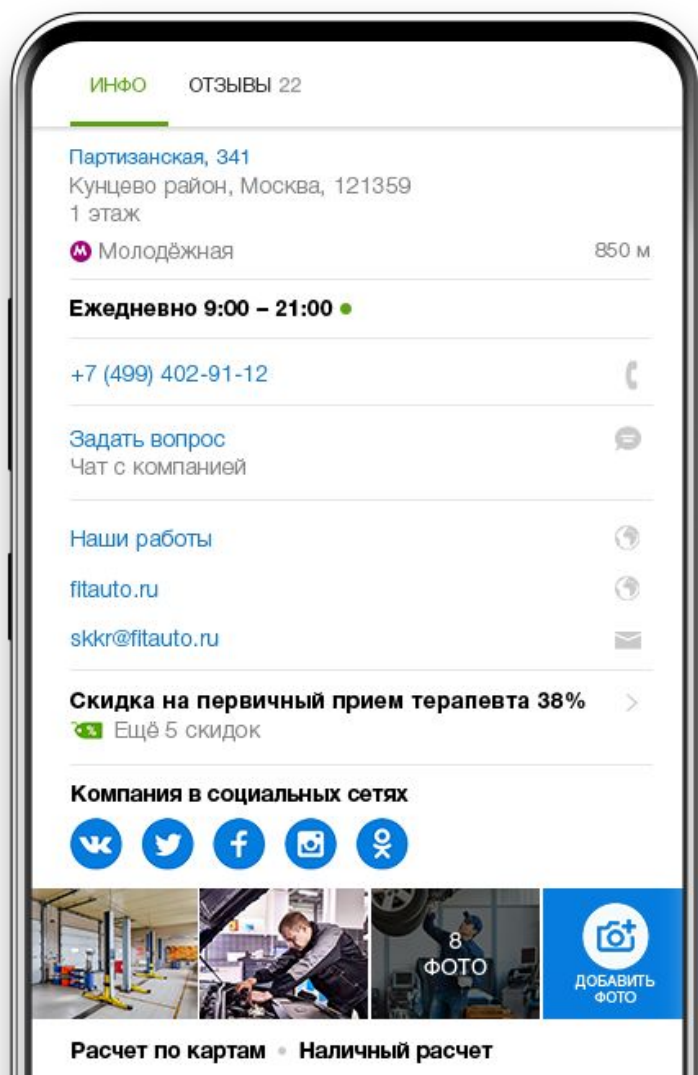 ИНФО ОТЗЫВЫ 22
Партизанская, 341
Кунцево район, Москва, 121359
1 этаж
М Молодёжная 850 м
Ежедневно 9:00 – 21:00
+7 (499) 402-91-12
Задать вопрос
Чат с компанией
Наши работы
fitauto.ru
skkr@fitauto.ru
Скидка на первичный прием терапевта 38%
% Ещё 5 скидок
Компания в социальных сетях
8
ФОТО
ДОБАВИТЬ
ФОТО
Расчет по картам • Наличный расчет